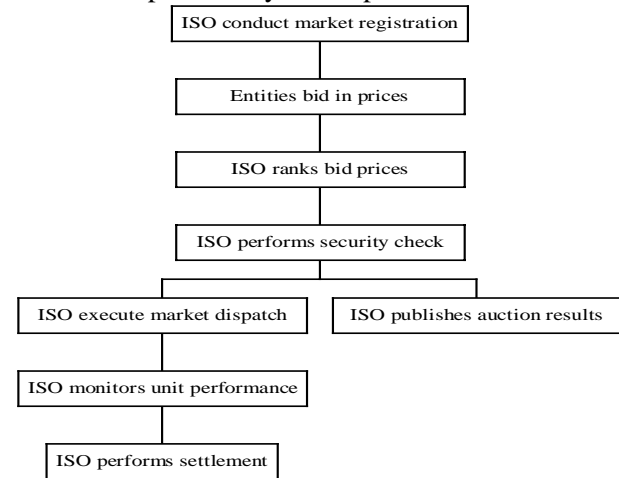 ISO conduct market registration
Entities bid in prices
ISO ranks bid prices
ISO performs security check
ISO execute market dispatch
ISO publishes auction results
ISO monitors unit performance
ISO performs settlement